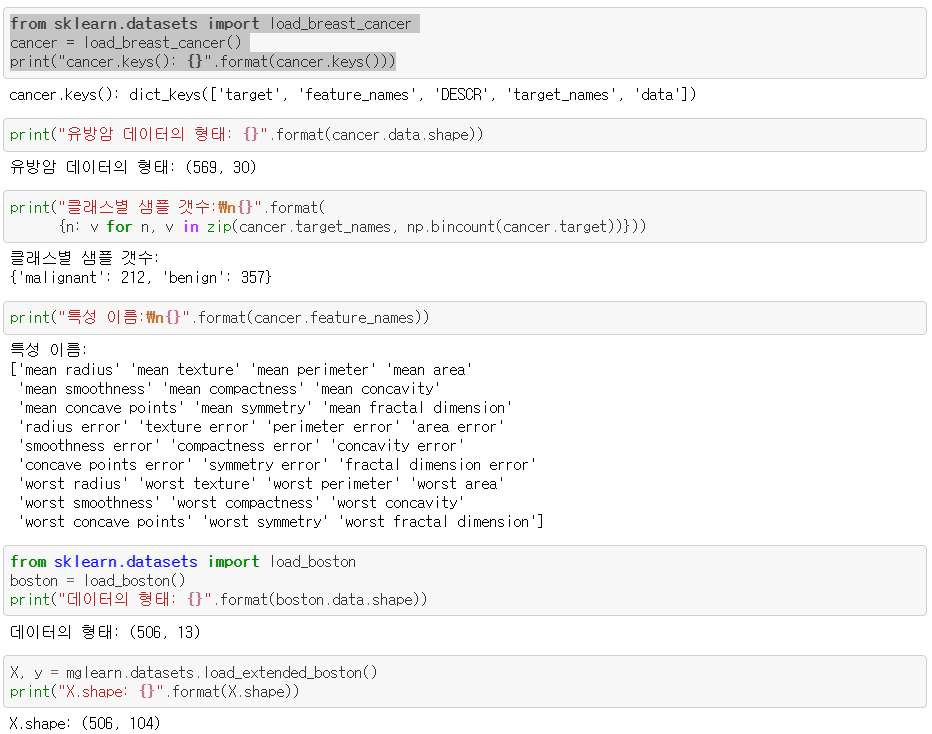 from sklearn.datasets import load_breast_cancer
cancer = load_breast_cancer()
print("cancer.keys(): {}".format(cancer.keys()))
cancer.keys(): dict_keys(['target', 'feature_names', 'DESCR', 'target_names', 'data'])
print("유방암 데이터의 형태: {}".format(cancer.data.shape))
유방암 데이터의 형태: (569, 30)
print("클래스별 샘플 갯수:₩n{}".format(
{n: v for n, v in zip(cancer.target_names, np.bincount(cancer.target))}))
클래스별 샘플 갯수:
{'malignant': 212, 'benign': 357}
print("특성 이름:₩n{}".format(cancer.feature_names))
특성 이름:
['mean radius' 'mean texture' 'mean perimeter' 'mean area'
'mean smoothness' 'mean compactness' 'mean concavity'
'mean concave points' 'mean symmetry' 'mean fractal dimension'
'radius error' 'texture error' 'perimeter error' 'area error'
'smoothness error' 'compactness error' 'concavity error'
'concave points error' 'symmetry error' 'fractal dimension error'
'worst radius' 'worst texture' 'worst perimeter' 'worst area'
'worst smoothness' 'worst compactness' 'worst concavity'
'worst concave points' 'worst symmetry' 'worst fractal dimension']
from sklearn.datasets import load_boston
boston = load_boston()
print("데이터의 형태: {}".format(boston.data.shape))
데이터의 형태: (506, 13)
X, y = mglearn.datasets.load_extended_boston()
print("X.shape: {}".format(X.shape))
X.shape: (506, 104)